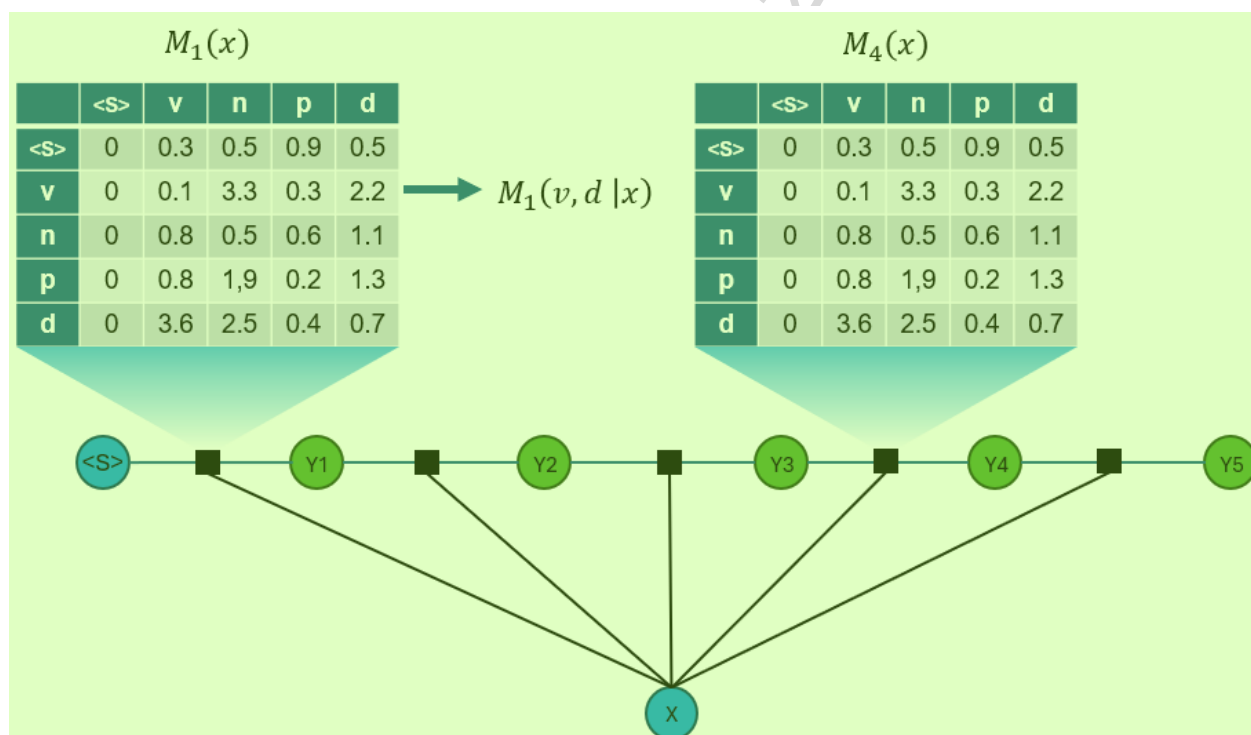 M₁(x) M₄(x)
<S> v n p d <S> v n p d
<S> 0 0.3 0.5 0.9 0.5 <S> 0 0.3 0.5 0.9 0.5
v 0 0.1 3.3 0.3 2.2 M₁(v, d |x) v 0 0.1 3.3 0.3 2.2
n 0 0.8 0.5 0.6 1.1 n 0 0.8 0.5 0.6 1.1
p 0 0.8 1,9 0.2 1.3 p 0 0.8 1,9 0.2 1.3
d 0 3.6 2.5 0.4 0.7 d 0 3.6 2.5 0.4 0.7
<S> Y1 Y2 Y3 Y4 Y5
X